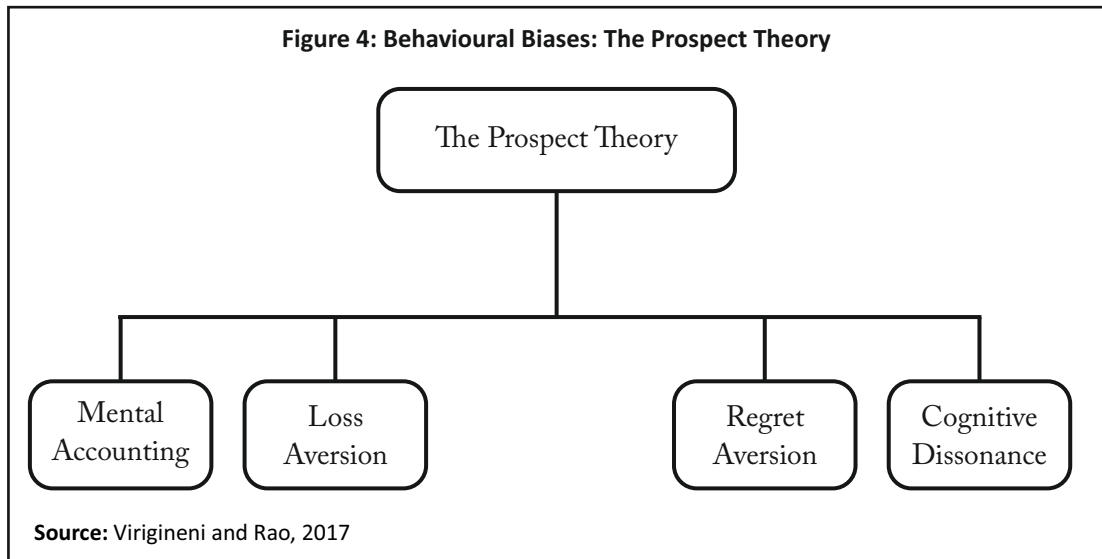 Figure 4: Behavioural Biases: The Prospect Theory
The Prospect Theory
Mental
Accounting
Loss
Aversion
Regret
Aversion
Cognitive
Dissonance
Source: Virigineni and Rao, 2017